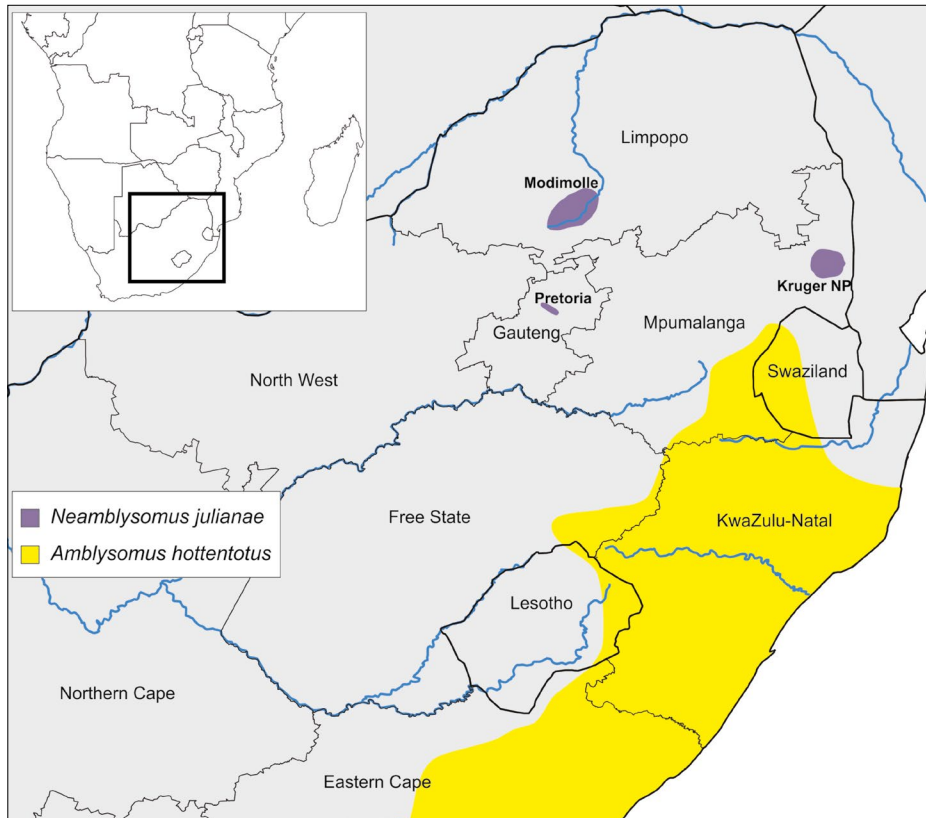 Limpopo
Modimolle
Kruger NP
Pretoria
Gauteng
Mpumalanga
Swaziland
North West
Neamblysomus julianae
Amblysomus hottentotus
Free State
KwaZulu-Natal
Lesotho
Northern Cape
Eastern Cape